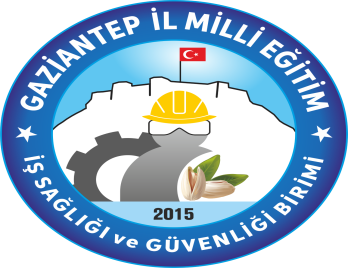 GAZİANTEP İL MİLLİ EĞİTİM
2015
İŞ SAĞLIĞI ve GÜVENLİĞİ BİRİMİ